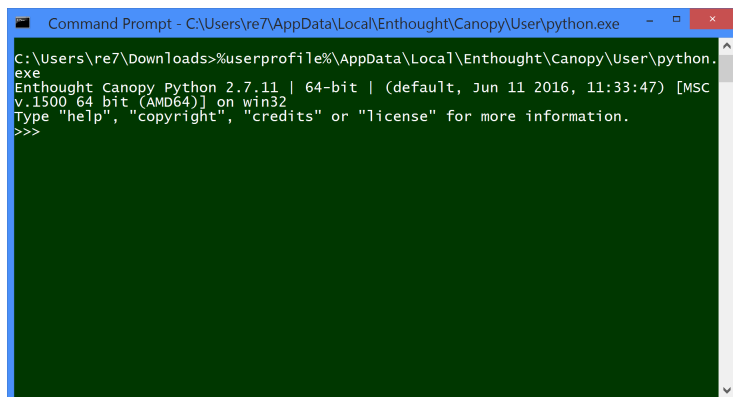 Command Prompt - C:\Users\re7\AppData\Local\Enthought\Canopy\User\python.exe
C:\Users\re7\Downloads>%userprofile%\AppData\Local\Enthought\Canopy\User\python.
exe
Enthought Canopy Python 2.7.11 | 64-bit | (default, Jun 11 2016, 11:33:47) [MSC
v.1500 64 bit (AMD64)] on win32
Type "help", "copyright", "credits" or "license" for more information.
>>>